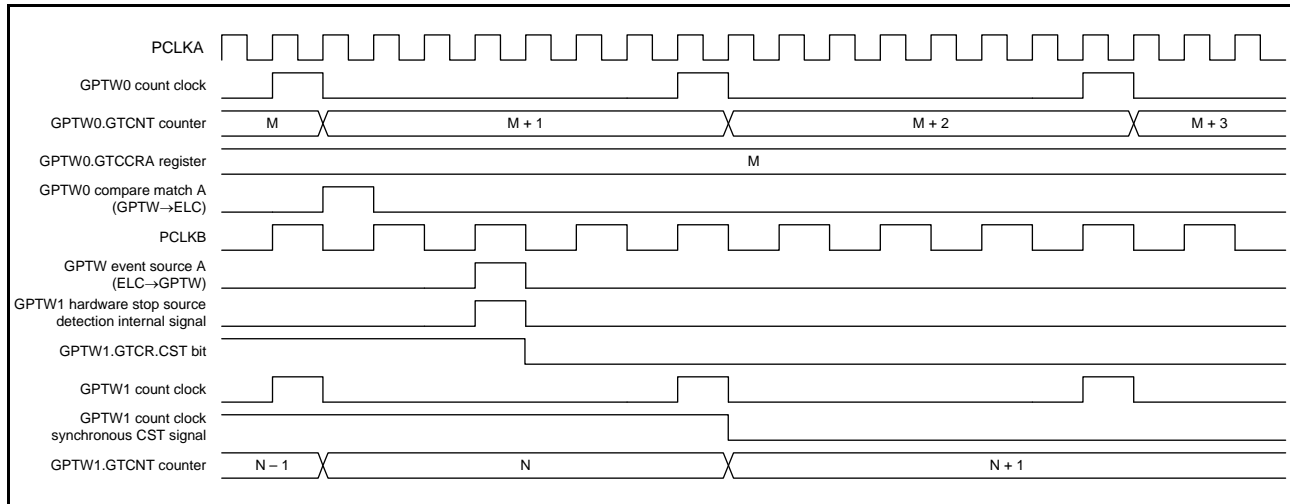 PCLKA
GPTW0 count clock
GPTW0.GTCNT counter
M
M + 1
M + 2
M + 3
GPTW0.GTCCRA register
M
GPTW0 compare match A
(GPTW→ELC)
PCLKB
GPTW event source A
(ELC→GPTW)
GPTW1 hardware stop source
detection internal signal
GPTW1.GTCR.CST bit
GPTW1 count clock
GPTW1 count clock
synchronous CST signal
GPTW1.GTCNT counter
N – 1
N
N + 1